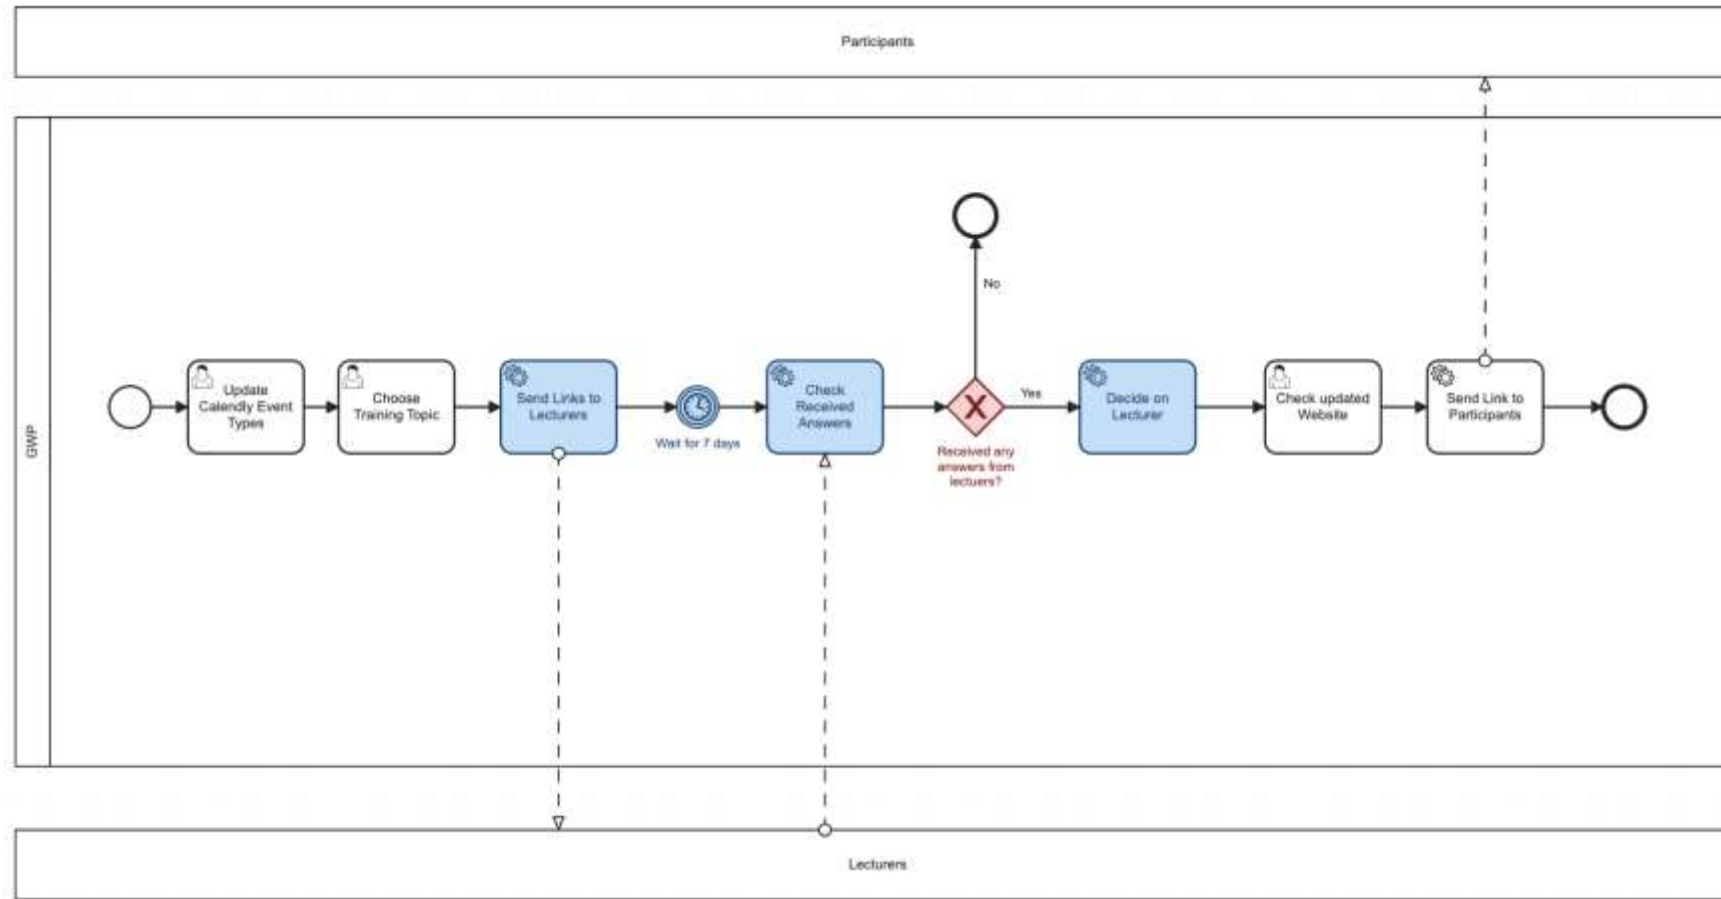 Participants
GWP
No
Update
Calendly Event
Types
Choose
Training Topic
Send Links to
Lecturers
Wait for 7 days
Check
Received
Answers
Received any
answers from
lectuers?
Yes
Decide on
Lecturer
Check updated
Website
Send Link to
Participants
Lecturers